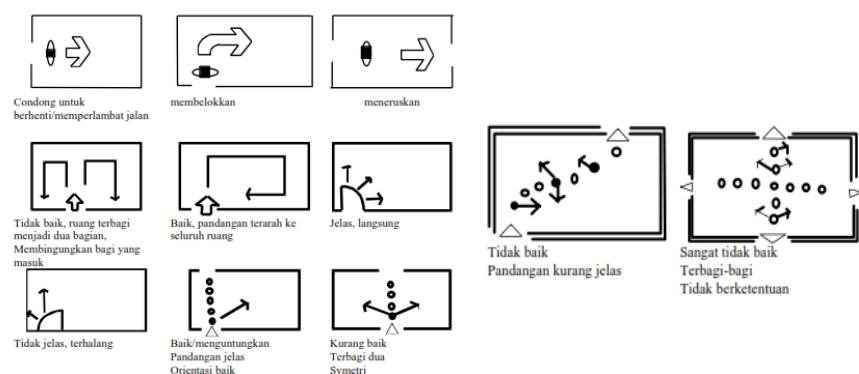 Condong untuk
berhenti/memperlambat jalan
membelokkan
meneruskan
Tidak baik, ruang terbagi
menjadi dua bagian,
Membingungkan bagi yang
masuk
Baik, pandangan terarah ke
seluruh ruang
Jelas, langsung
Tidak jelas, terhalang
Baik/menguntungkan
Pandangan jelas
Orientasi baik
Kurang baik
Terbagi dua
Symetri
Tidak baik
Pandangan kurang jelas
Sangat tidak baik
Terbagi-bagi
Tidak berketentuan